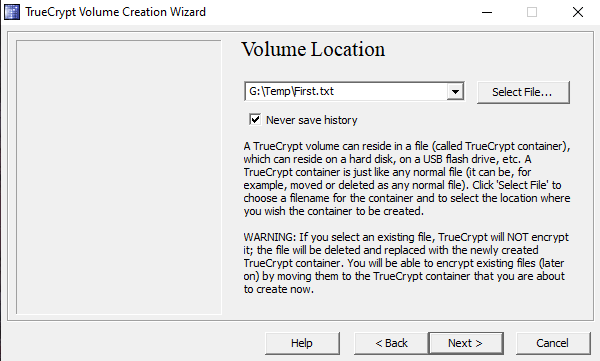 TrueCrypt Volume Creation Wizard
Volume Location
G:\Temp\First.txt
Select File...
Never save history
A TrueCrypt volume can reside in a file (called TrueCrypt container),
which can reside on a hard disk, on a USB flash drive, etc. A
TrueCrypt container is just like any normal file (it can be, for
example, moved or deleted as any normal file). Click 'Select File' to
choose a filename for the container and to select the location where
you wish the container to be created.
WARNING: If you select an existing file, TrueCrypt will NOT encrypt
it; the file will be deleted and replaced with the newly created
TrueCrypt container. You will be able to encrypt existing files (later
on) by moving them to the TrueCrypt container that you are about
to create now.
Help
< Back
Next >
Cancel